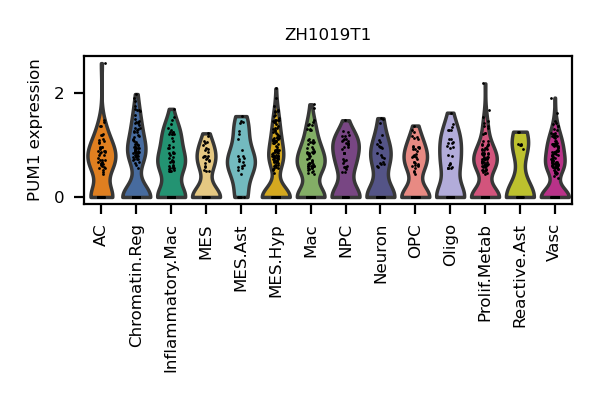 ZH1019T1
PUM1 expression
2
0
AC
Chromatin.Reg
Inflammatory.Mac
MES
MES.Ast
MES.Hyp
Mac
NPC
Neuron
OPC
Oligo
Prolif.Metab
Reactive.Ast
Vasc